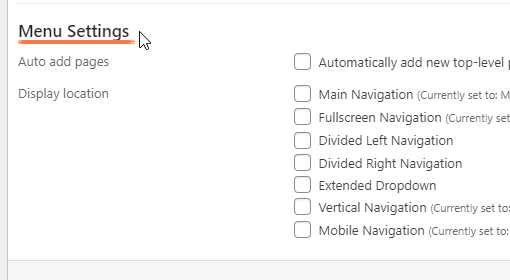 Menu Settings
Auto add pages
Automatically add new top-level
Display location
Main Navigation (Currently set to: M
Fullscreen Navigation (Currently set
Divided Left Navigation
Divided Right Navigation
Extended Dropdown
Vertical Navigation (Currently set to:
Mobile Navigation (Currently set to: